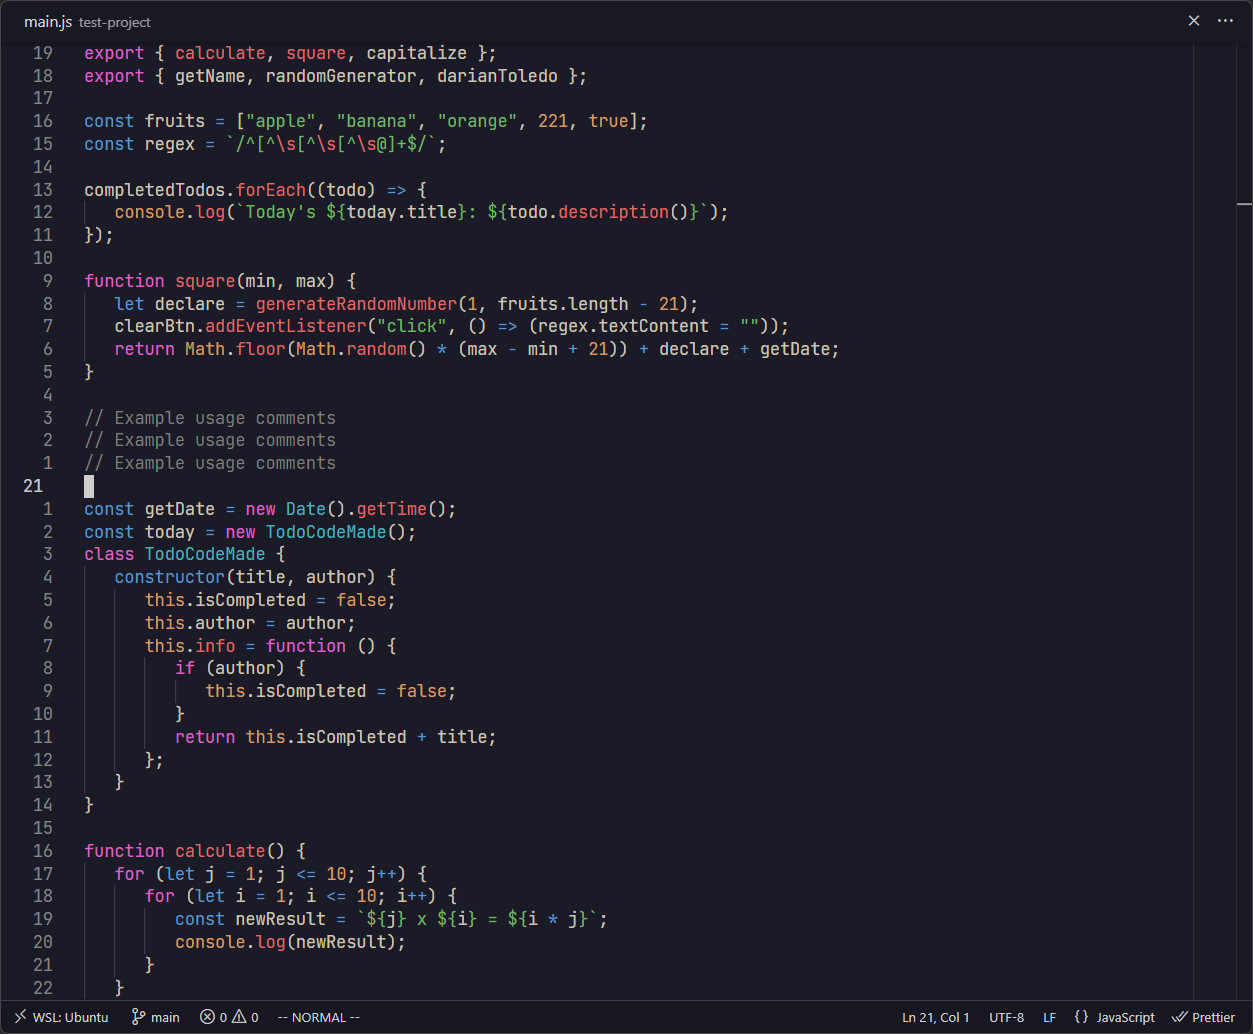 main.js test-project
19 export { calculate, square, capitalize };
18 export { getName, randomGenerator, darianToledo };
17
16 const fruits = ["apple", "banana", "orange", 221, true];
15 const regex = `/^[^\s[^\s[^\s@]+$/`;
14
13 completedTodos.forEach((todo) => {
12    console.log(`Today's ${today.title}: ${todo.description()}`);
11 });
10
9 function square(min, max) {
8    let declare = generateRandomNumber(1, fruits.length - 21);
7    clearBtn.addEventListener("click", () => (regex.textContent = ""));
6    return Math.floor(Math.random() * (max - min + 21)) + declare + getDate;
5 }
4
3 // Example usage comments
2 // Example usage comments
1 // Example usage comments
21
1 const getDate = new Date().getTime();
2 const today = new TodoCodeMade();
3 class TodoCodeMade {
4    constructor(title, author) {
5       this.isCompleted = false;
6       this.author = author;
7       this.info = function () {
8          if (author) {
9             this.isCompleted = false;
10          }
11          return this.isCompleted + title;
12       };
13    }
14 }
15
16 function calculate() {
17    for (let j = 1; j <= 10; j++) {
18       for (let i = 1; i <= 10; i++) {
19          const newResult = `${j} x ${i} = ${i * j}`;
20          console.log(newResult);
21       }
22    }
WSL: Ubuntu main 0 0 -- NORMAL -- Ln 21, Col 1 UTF-8 LF {} JavaScript Prettier